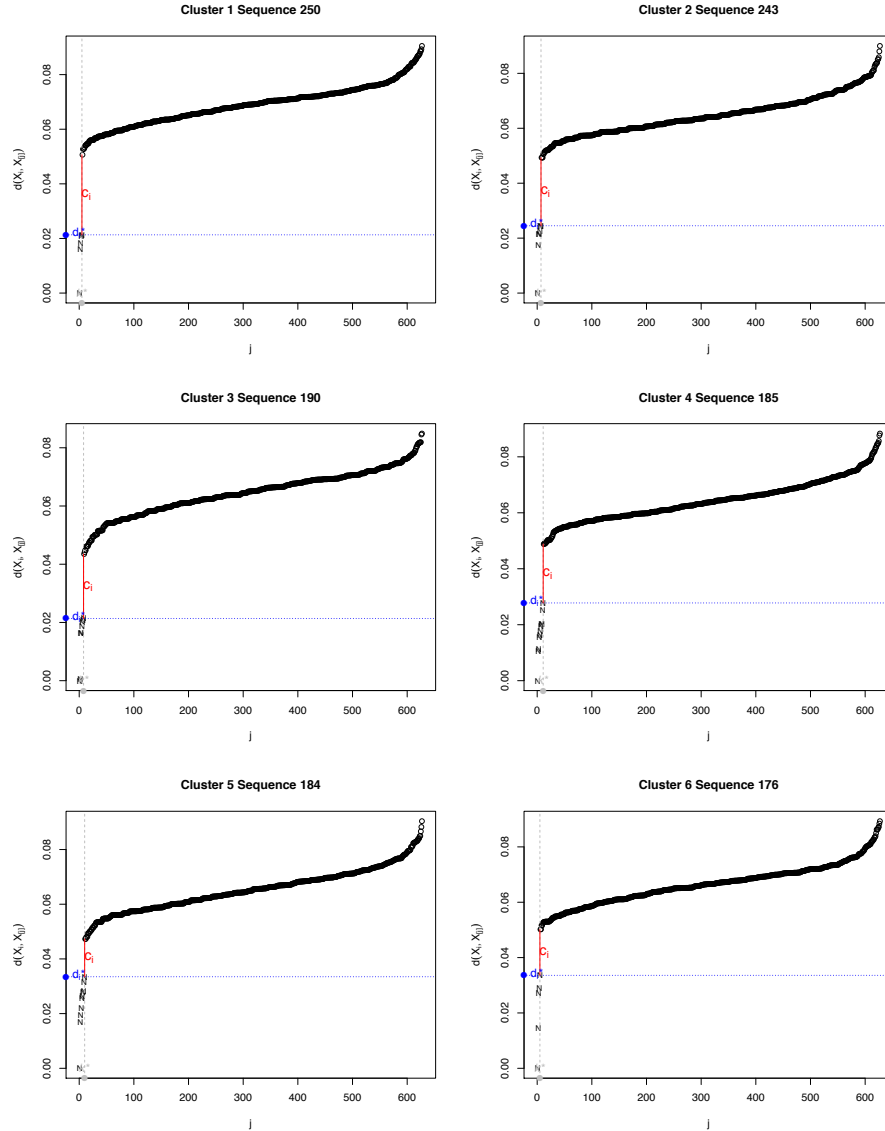 Cluster 1 Sequence 250
d(Xi, X[j])
0.00 0.02 0.04 0.06 0.08
Ci
di*
N
0 100 200 300 400 500 600
j
Cluster 2 Sequence 243
d(Xi, X[j])
0.00 0.02 0.04 0.06 0.08
Ci
di*
N
0 100 200 300 400 500 600
j
Cluster 3 Sequence 190
d(Xi, X[j])
0.00 0.02 0.04 0.06 0.08
Ci
di*
N
0 100 200 300 400 500 600
j
Cluster 4 Sequence 185
d(Xi, X[j])
0.00 0.02 0.04 0.06 0.08
Ci
di*
N
0 100 200 300 400 500 600
j
Cluster 5 Sequence 184
d(Xi, X[j])
0.00 0.02 0.04 0.06 0.08
Ci
di*
N
0 100 200 300 400 500 600
j
Cluster 6 Sequence 176
d(Xi, X[j])
0.00 0.02 0.04 0.06 0.08
Ci
di*
N
0 100 200 300 400 500 600
j